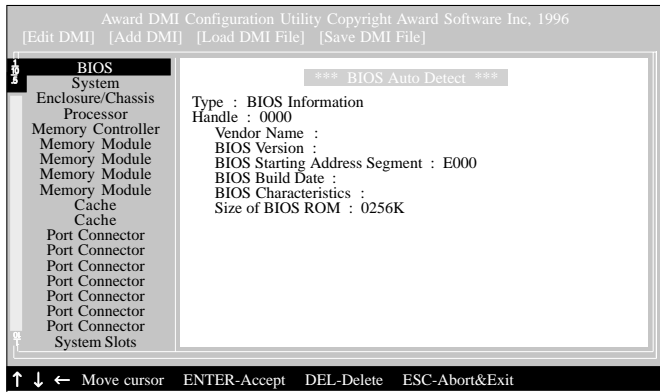 Award DMI Configuration Utility Copyright Award Software Inc, 1996
[Edit DMI] [Add DMI] [Load DMI File] [Save DMI File]
BIOS
System
Enclosure/Chassis
Processor
Memory Controller
Memory Module
Memory Module
Memory Module
Memory Module
Cache
Cache
Port Connector
Port Connector
Port Connector
Port Connector
Port Connector
Port Connector
Port Connector
System Slots
*** BIOS Auto Detect ***
Type : BIOS Information
Handle : 0000
Vendor Name :
BIOS Version :
BIOS Starting Address Segment : E000
BIOS Build Date :
BIOS Characteristics :
Size of BIOS ROM : 0256K
↑ ↓ ← Move cursor ENTER-Accept DEL-Delete ESC-Abort&Exit